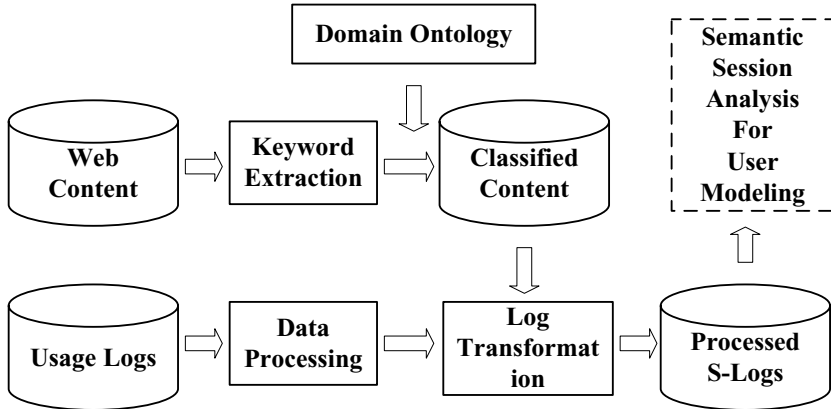 Domain Ontology
Semantic
Session
Analysis
For
User
Modeling
Web
Content
Keyword
Extraction
Classified
Content
Usage Logs
Data
Processing
Log
Transformat
ion
Processed
S-Logs